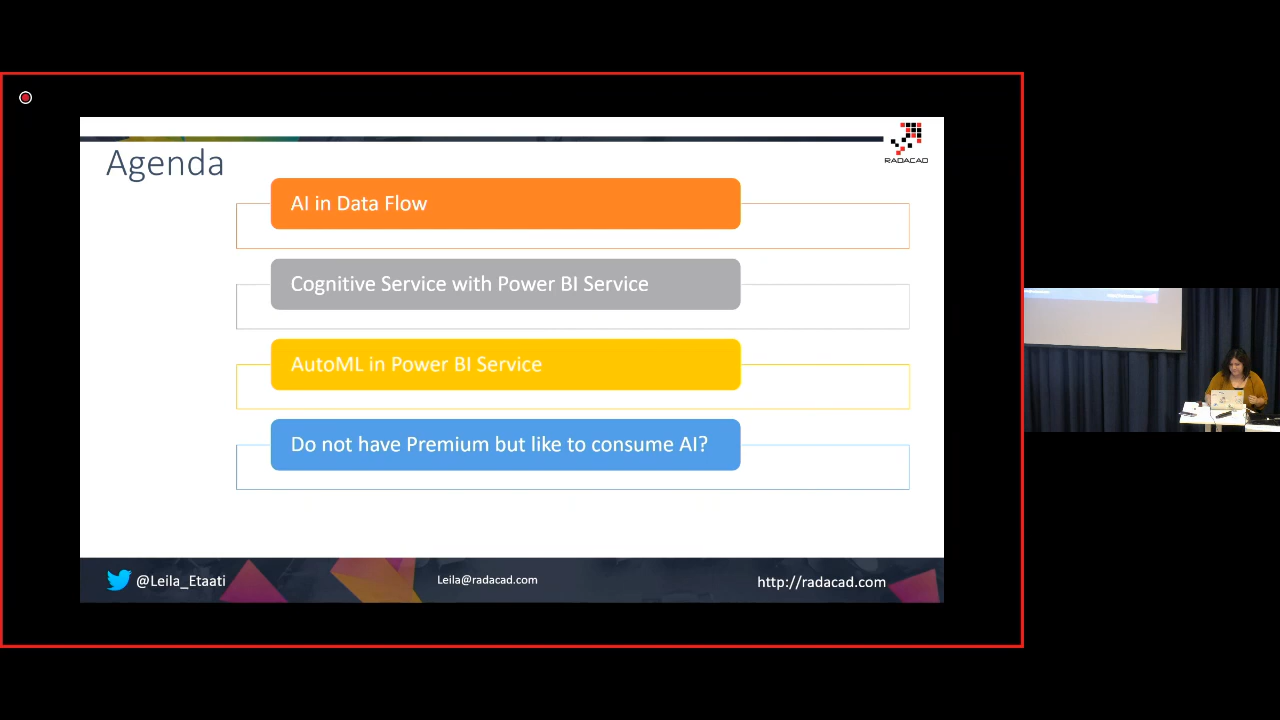 Agenda
RADACAD
AI in Data Flow
Cognitive Service with Power BI Service
AutoML in Power BI Service
Do not have Premium but like to consume AI?
@Leila_Etaati
Leila@radacad.com
http://radacad.com